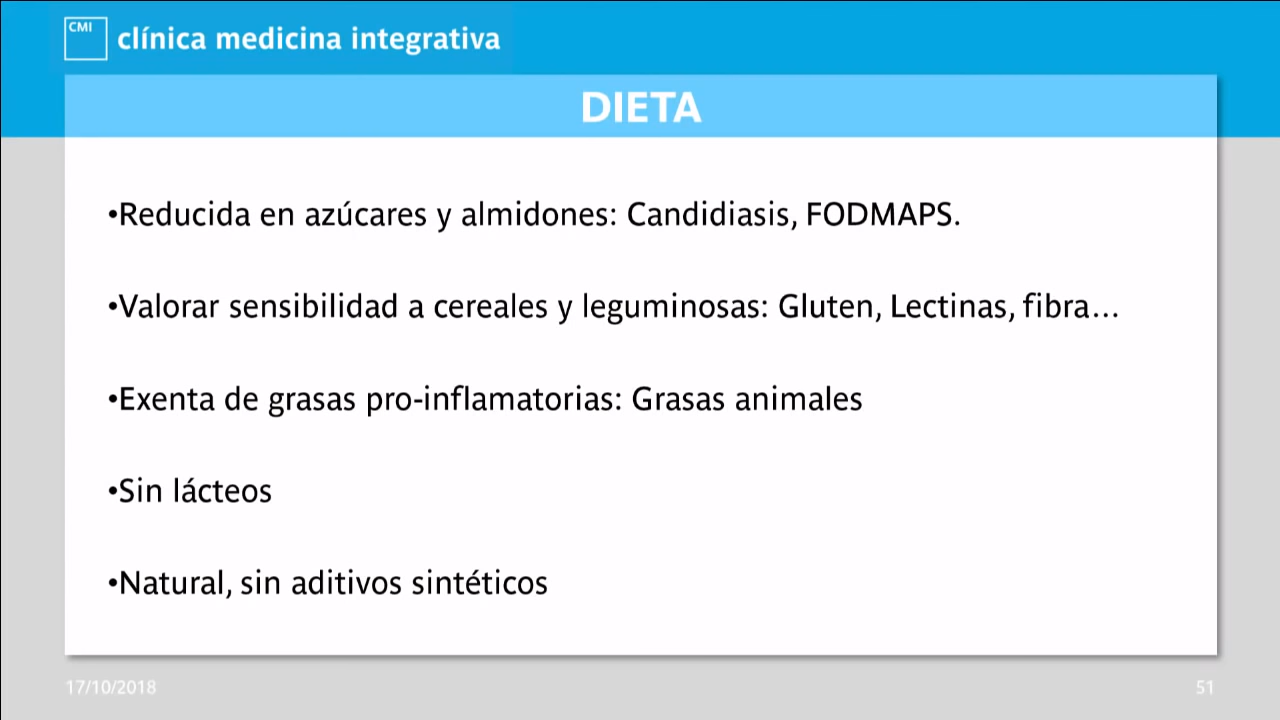 CMI
clínica medicina integrativa
DIETA
•Reducida en azúcares y almidones: Candidiasis, FODMAPS.
•Valorar sensibilidad a cereales y leguminosas: Gluten, Lectinas, fibra...
•Exenta de grasas pro-inflamatorias: Grasas animales
•Sin lácteos
•Natural, sin aditivos sintéticos
17/10/2018
51